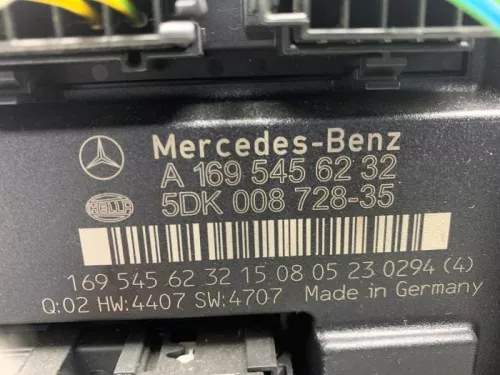 Mercedes-Benz
A 169 545 62 32
HELLA 5DK 008 728-35
169 545 62 32 15 08 05 23 0294 (4)
Q:02 HW:4407 SW:4707 Made in Germany